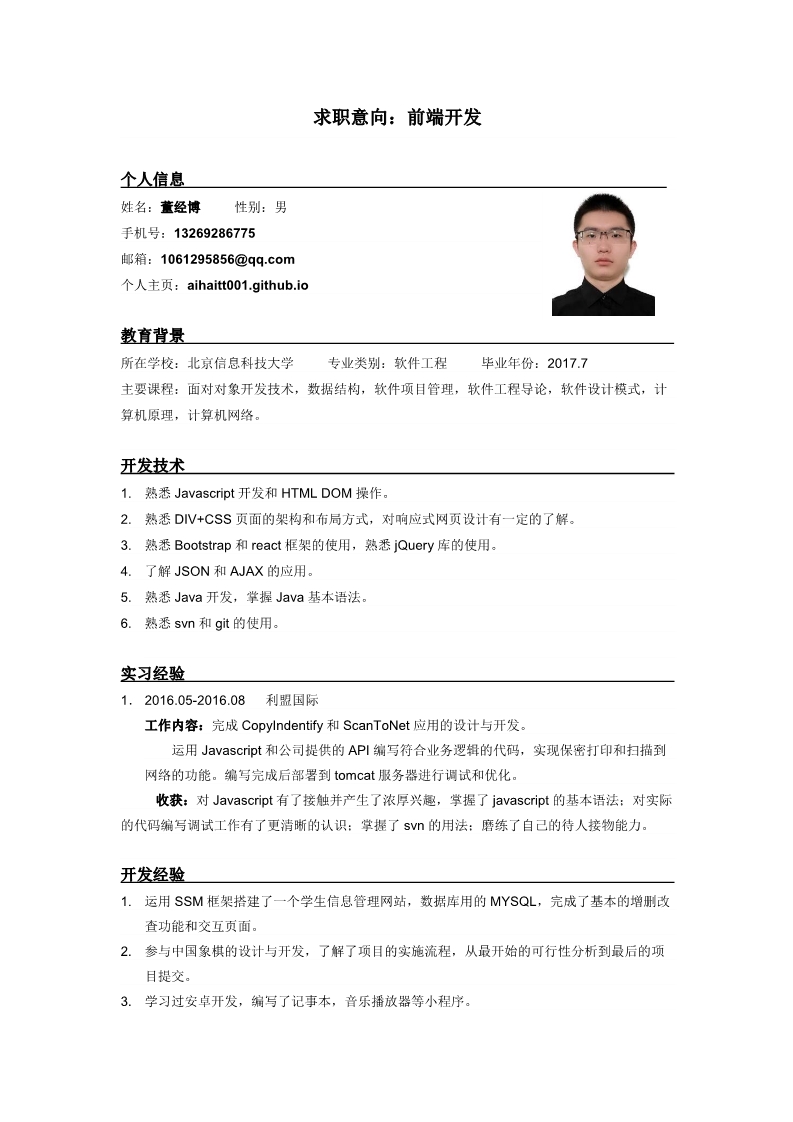 求职意向：前端开发
个人信息
姓名：董经博 性别：男
手机号：13269286775
邮箱：1061295856@qq.com
个人主页：aihaitt001.github.io
教育背景
所在学校：北京信息科技大学 专业类别：软件工程 毕业年份：2017.7
主要课程：面对对象开发技术，数据结构，软件项目管理，软件工程导论，软件设计模式，计
算机原理，计算机网络。
开发技术
1. 熟悉 Javascript 开发和 HTML DOM 操作。
2. 熟悉 DIV+CSS 页面的架构和布局方式，对响应式网页设计有一定的了解。
3. 熟悉 Bootstrap 和 react 框架的使用，熟悉 jQuery 库的使用。
4. 了解 JSON 和 AJAX 的应用。
5. 熟悉 Java 开发，掌握 Java 基本语法。
6. 熟悉 svn 和 git 的使用。
实习经验
1． 2016.05-2016.08 利盟国际
工作内容：完成 CopyIndentify 和 ScanToNet 应用的设计与开发。
运用 Javascript 和公司提供的 API 编写符合业务逻辑的代码，实现保密打印和扫描到
网络的功能。编写完成后部署到 tomcat 服务器进行调试和优化。
收获：对 Javascript 有了接触并产生了浓厚兴趣，掌握了 javascript 的基本语法；对实际
的代码编写调试工作有了更清晰的认识；掌握了 svn 的用法；磨练了自己的待人接物能力。
开发经验
1. 运用 SSM 框架搭建了一个学生信息管理网站，数据库用的 MYSQL，完成了基本的增删改
查功能和交互页面。
2. 参与中国象棋的设计与开发，了解了项目的实施流程，从最开始的可行性分析到最后的项
目提交。
3. 学习过安卓开发，编写了记事本，音乐播放器等小程序。